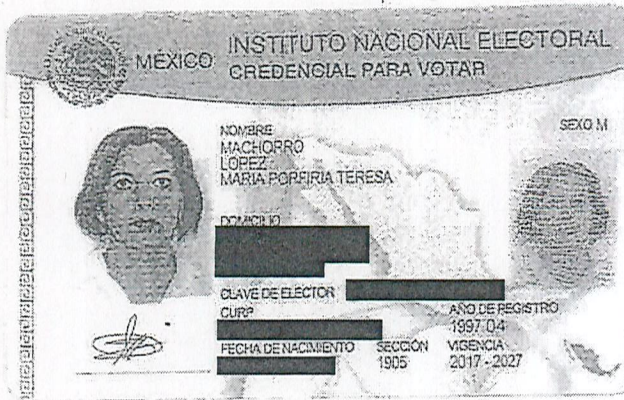 MÉXICO
INSTITUTO NACIONAL ELECTORAL
CREDENCIAL PARA VOTAR
NOMBRE
MACHORRO
LOPEZ
MARIA PORFIRIA TERESA
SEXO M
DOMICILIO
CLAVE DE ELECTOR
CURP
AÑO DE REGISTRO
1997 04
FECHA DE NACIMIENTO
SECCIÓN
1905
VIGENCIA
2017 - 2027